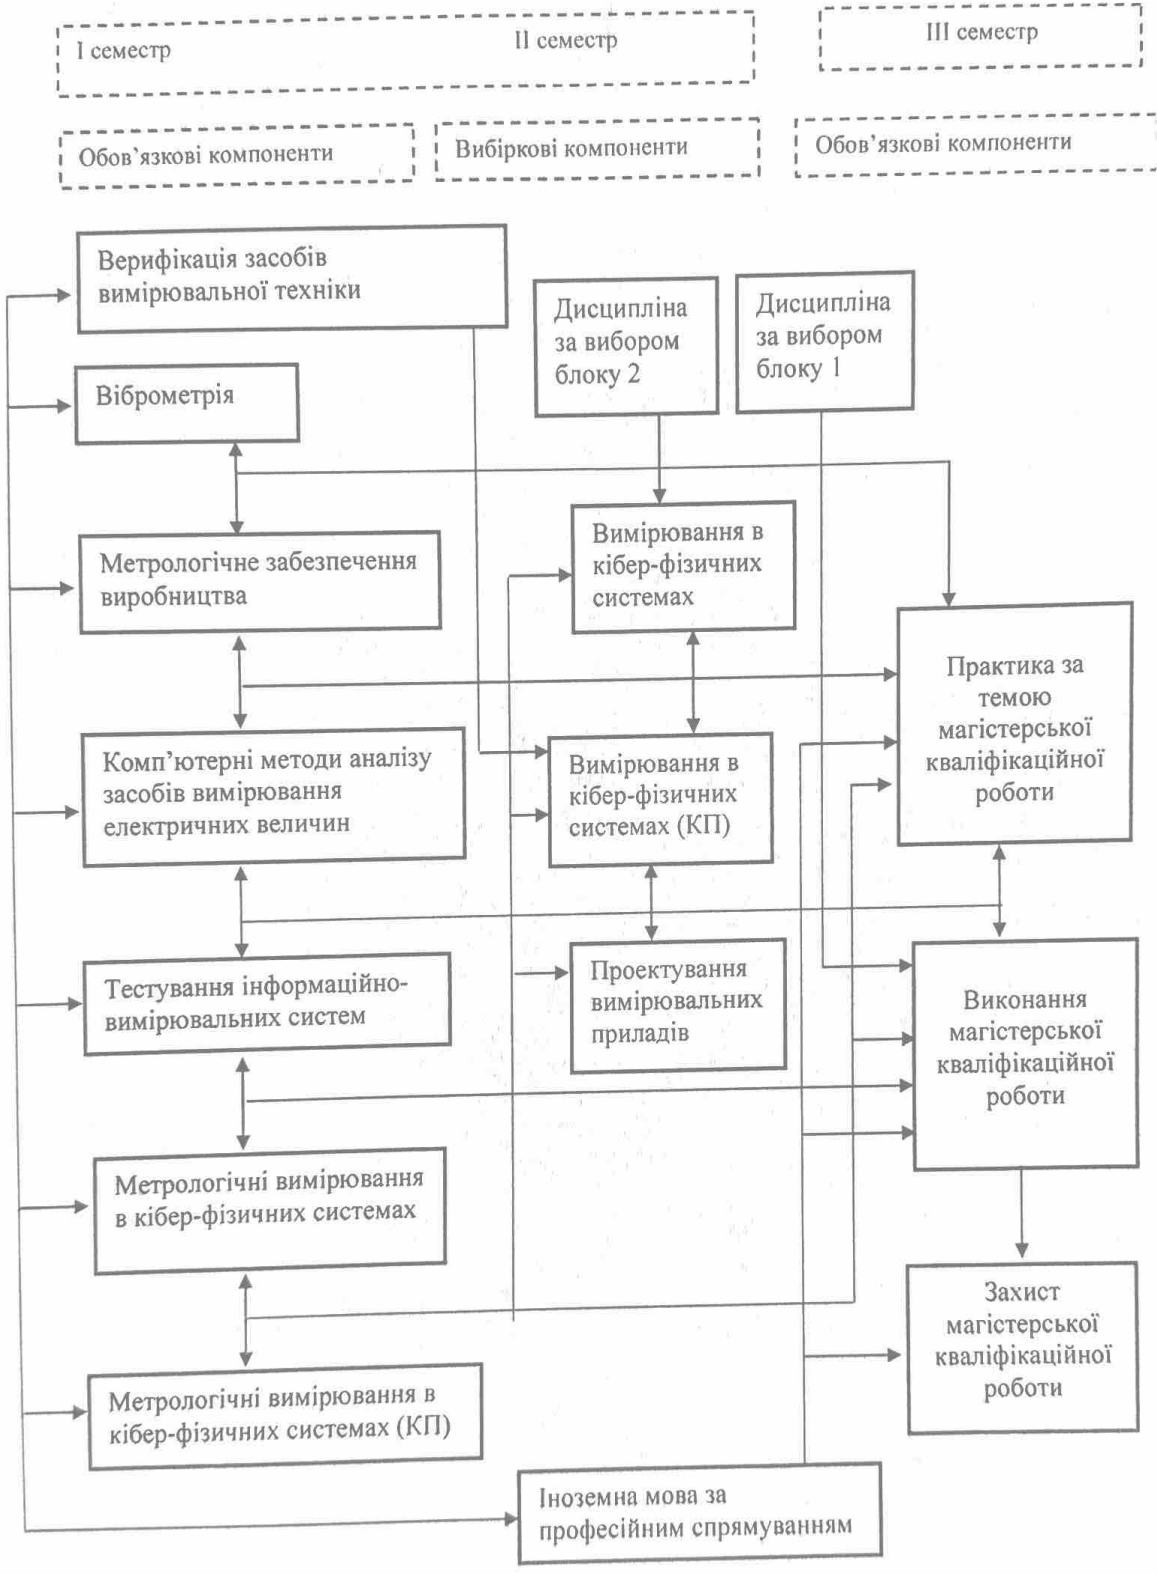 І семестр
ІІ семестр
ІІІ семестр
Обов’язкові компоненти
Вибіркові компоненти
Обов’язкові компоненти
Верифікація засобів
вимірювальної техніки
Дисципліна
за вибором
блоку 2
Дисципліна
за вибором
блоку 1
Віброметрія
Метрологічне забезпечення
виробництва
Вимірювання в
кібер-фізичних
системах
Практика за
темою
магістерської
кваліфікаційної
роботи
Комп’ютерні методи аналізу
засобів вимірювання
електричних величин
Вимірювання в
кібер-фізичних
системах (КП)
Тестування інформаційно-
вимірювальних систем
Проектування
вимірювальних
приладів
Виконання
магістерської
кваліфікаційної
роботи
Метрологічні вимірювання
в кібер-фізичних системах
Захист
магістерської
кваліфікаційної
роботи
Метрологічні вимірювання в
кібер-фізичних системах (КП)
Іноземна мова за
професійним спрямуванням